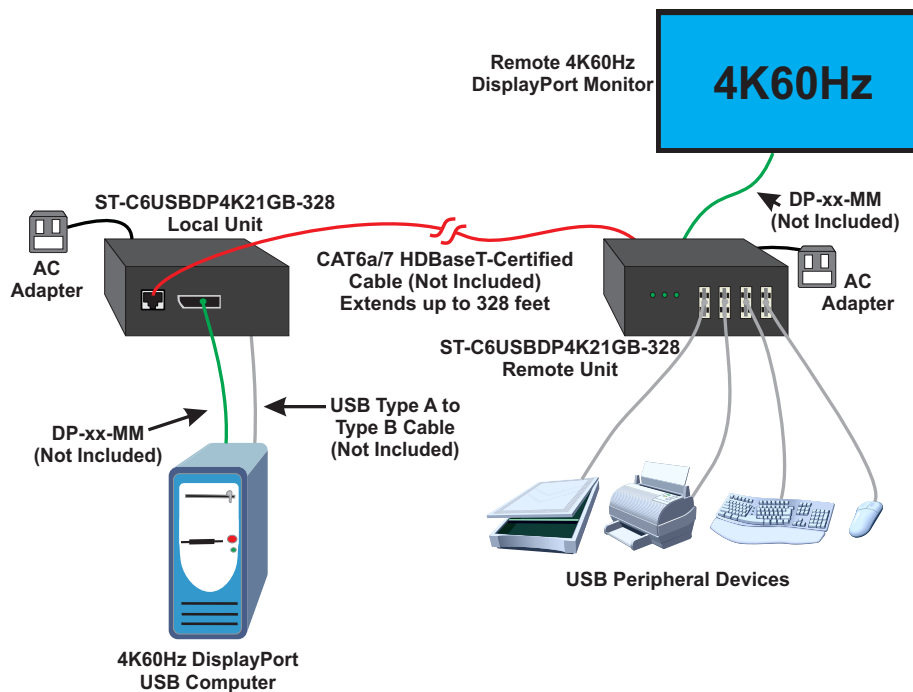 Remote 4K60Hz
DisplayPort Monitor
4K60Hz
DP-xx-MM
(Not Included)
ST-C6USBDP4K21GB-328
Local Unit
AC
Adapter
CAT6a/7 HDBaseT-Certified
Cable (Not Included)
Extends up to 328 feet
AC
Adapter
ST-C6USBDP4K21GB-328
Remote Unit
DP-xx-MM
(Not Included)
USB Type A to
Type B Cable
(Not Included)
USB Peripheral Devices
4K60Hz DisplayPort
USB Computer